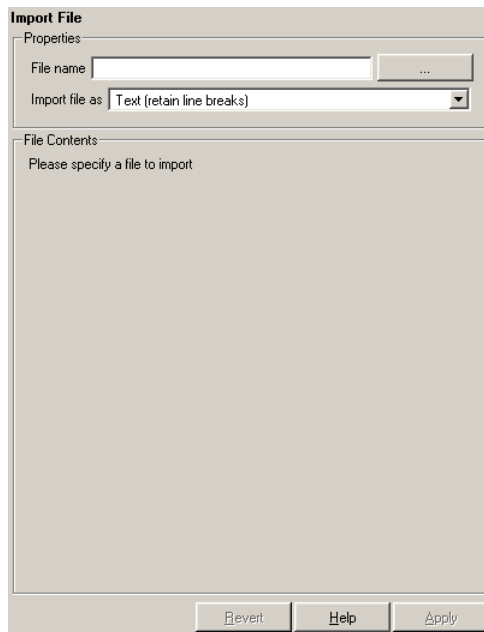 Import File
Properties
File name
...
Import file as Text (retain line breaks)
File Contents
Please specify a file to import
Revert Help Apply